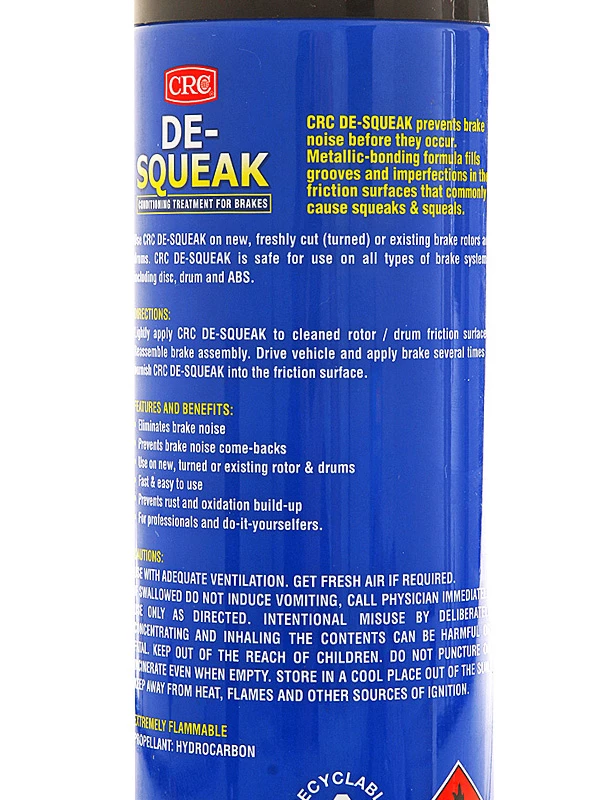 CRC
DE-
SQUEAK
CONDITIONING TREATMENT FOR BRAKES
CRC DE-SQUEAK prevents brake
noise before they occur.
Metallic-bonding formula fills
grooves and imperfections in the
friction surfaces that commonly
cause squeaks & squeals.
CRC DE-SQUEAK on new, freshly cut (turned) or existing brake rotors
CRC DE-SQUEAK is safe for use on all types of brake system
including disc, drum and ABS.
DIRECTIONS:
Lightly apply CRC DE-SQUEAK to cleaned rotor / drum friction surface
brake assembly. Drive vehicle and apply brake several times
CRC DE-SQUEAK into the friction surface.
FEATURES AND BENEFITS:
Eliminates brake noise
Prevents brake noise come-backs
Use on new, turned or existing rotor & drums
Fast & easy to use
Prevents rust and oxidation build-up
For professionals and do-it-yourselfers.
CAUTIONS:
USE WITH ADEQUATE VENTILATION. GET FRESH AIR IF REQUIRED.
SWALLOWED DO NOT INDUCE VOMITING, CALL PHYSICIAN IMMEDIATE
ONLY AS DIRECTED. INTENTIONAL MISUSE BY DELIBERATE
CONCENTRATING AND INHALING THE CONTENTS CAN BE HARMFUL
FATAL. KEEP OUT OF THE REACH OF CHILDREN. DO NOT PUNCTURE
INCINERATE EVEN WHEN EMPTY. STORE IN A COOL PLACE OUT OF THE SUN.
KEEP AWAY FROM HEAT, FLAMES AND OTHER SOURCES OF IGNITION.
EXTREMELY FLAMMABLE
PROPELLANT: HYDROCARBON
ECYCLABL